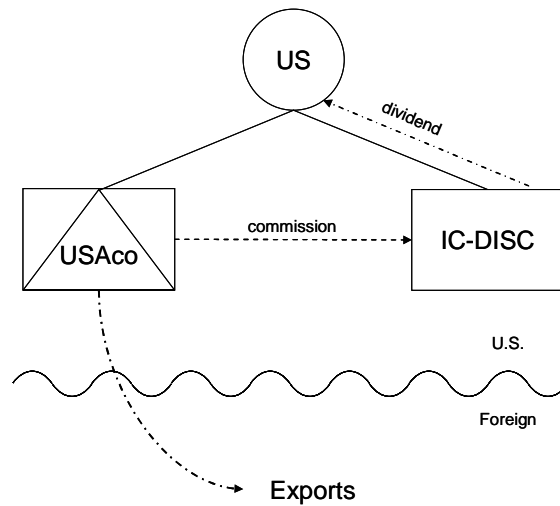 US
dividend
USAco
commission
IC-DISC
U.S.
Foreign
Exports